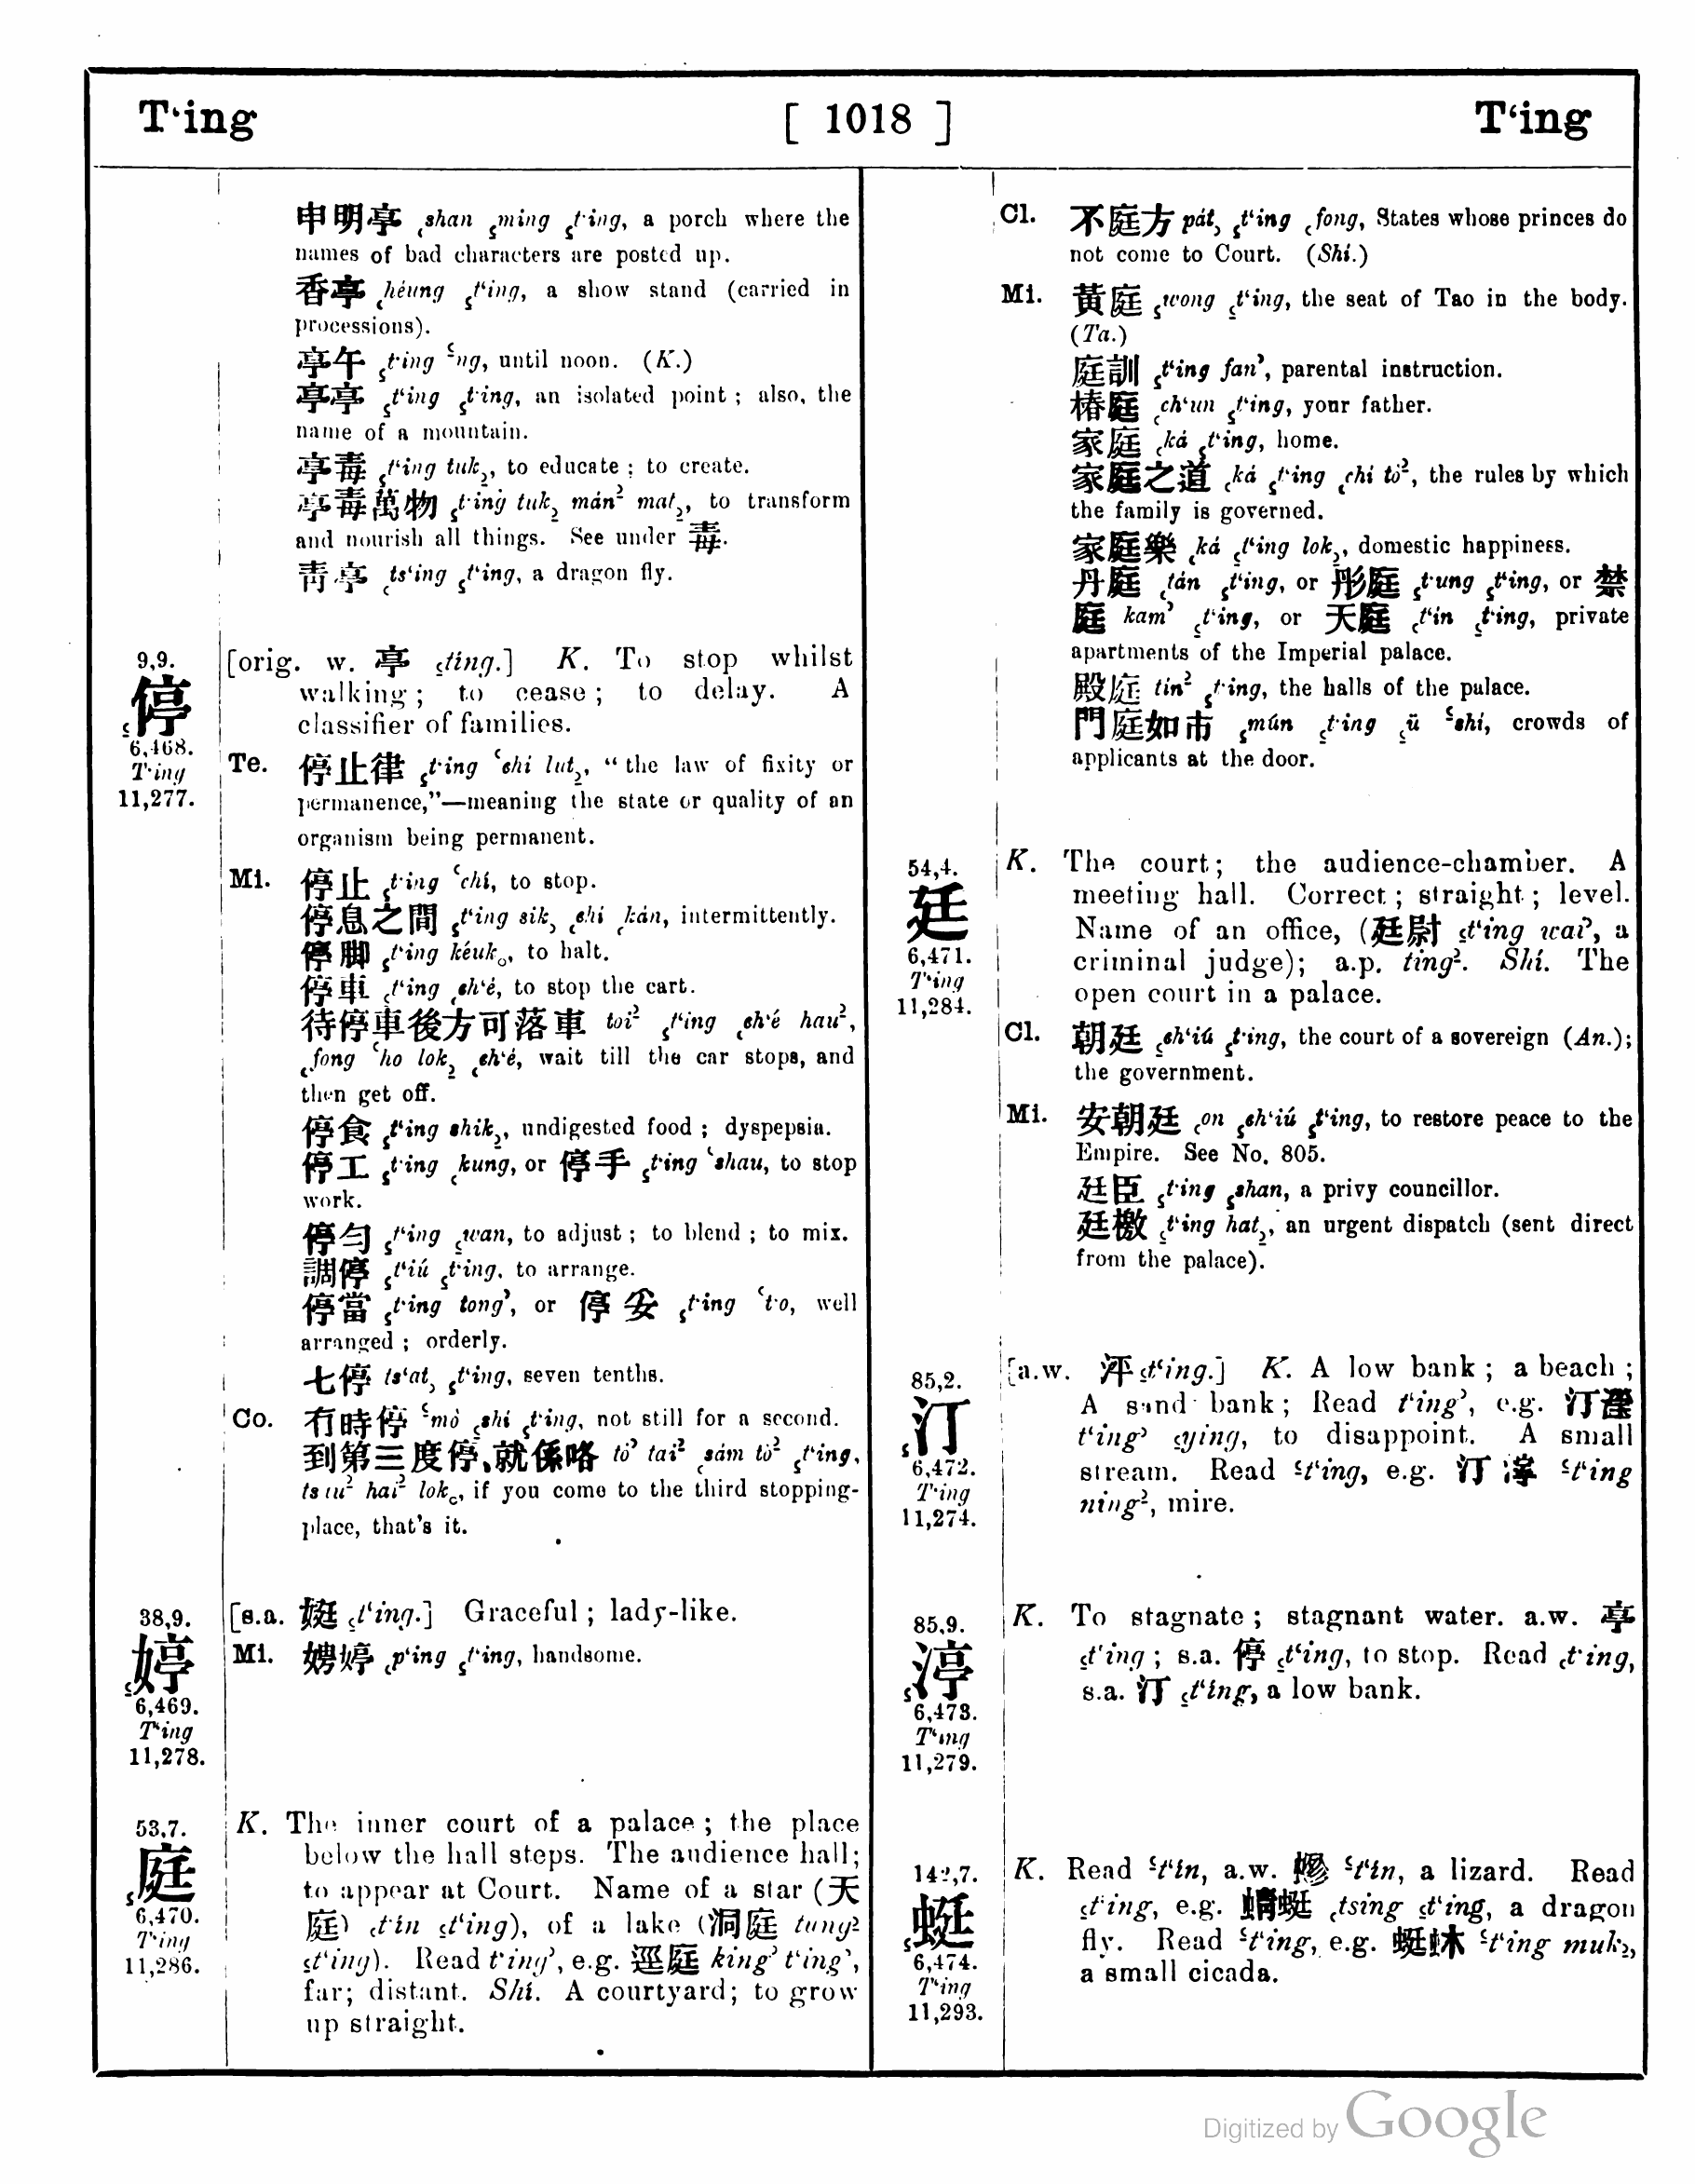 T‘ing [ 1018 ] T‘ing
申明亭 ꜀shan ꜁ming ꜁t‘ing, a porch where the
names of bad characters are posted up.
香亭 ꜀héung ꜁t‘ing, a show stand (carried in
processions).
亭午 ꜁t‘ing ꜃ng, until noon. (K.)
亭亭 ꜁t‘ing ꜁t‘ing, an isolated point; also, the
name of a mountain.
亭毒 ꜁t‘ing tuk꜇, to educate; to create.
亭毒萬物 ꜁t‘ing tuk꜇ mán꜅ mat꜇, to transform
and nourish all things. See under 毒.
青亭 ꜀ts‘ing ꜁t‘ing, a dragon fly.
9,9.
꜁停
6,468.
T‘ing
11,277.
[orig. w. 亭 ꜁t‘ing.] K. To stop whilst
walking; to cease; to delay. A
classifier of families.
Te. 停止律 ꜁t‘ing ꜂chi lut꜇, “the law of fixity or
permanence,”—meaning the state or quality of an
organism being permanent.
Mi. 停止 ꜁t‘ing ꜂chí, to stop.
停息之間 ꜁t‘ing sik꜆ ꜀chí ꜀kán, intermittently.
停脚 ꜁t‘ing kéuk꜀, to halt.
停車 ꜁t‘ing ꜀ch‘é, to stop the cart.
待停車後方可落車 toi꜅ ꜁t‘ing ꜀ch‘é hau꜅,
꜀fong ꜂ho lok꜇ ꜀ch‘é, wait till the car stops, and
then get off.
停食 ꜁t‘ing shik꜇, undigested food; dyspepsia.
停工 ꜁t‘ing ꜀kung, or 停手 ꜁t‘ing ꜂shau, to stop
work.
停勻 ꜁t‘ing ꜁wan, to adjust; to blend; to mix.
調停 ꜁t‘iú ꜁t‘ing, to arrange.
停當 ꜁t‘ing tong꜄, or 停妥 ꜁t‘ing ꜂t‘o, well
arranged; orderly.
七停 ts‘at꜆ ꜁t‘ing, seven tenths.
Co. 冇時停 ꜃mò ꜁shí ꜁t‘ing, not still for a second.
到第三度停、就係咯 tò꜄ tai꜅ ꜀sám tò꜅ ꜁t‘ing,
tsau꜅ hai꜅ lok꜀, if you come to the third stopping-
place, that's it.
38,9.
꜁婷
6,469.
T‘ing
11,278.
[s.a. 娗 ꜁t‘ing.] Graceful; lady-like.
Mi. 娉婷 ꜀p‘ing ꜁t‘ing, handsome.
53,7.
꜁庭
6,470.
T‘ing
11,286.
K. The inner court of a palace; the place
below the hall steps. The audience hall;
to appear at Court. Name of a star (天
庭) ꜀t‘ín ꜁t‘ing), of a lake (洞庭 tung꜅
꜁t‘ing). Read t‘ing꜄, e.g. 逕庭 king꜄ t‘ing꜄,
far; distant. Shí. A courtyard; to grow
up straight.
Cl. 不庭方 pát꜆ ꜁t‘ing ꜀fong, States whose princes do
not come to Court. (Shí.)
Mi. 黃庭 ꜁wong ꜁t‘ing, the seat of Tao in the body.
(Ta.)
庭訓 ꜁t‘ing fan꜄, parental instruction.
椿庭 ꜀ch‘un ꜁t‘ing, your father.
家庭 ꜀ká ꜁t‘ing, home.
家庭之道 ꜀ká ꜁t‘ing ꜀chí tò꜅, the rules by which
the family is governed.
家庭樂 ꜀ká ꜁t‘ing lok꜇, domestic happiness.
丹庭 ꜀tán ꜁t‘ing, or 彤庭 ꜁t‘ung ꜁t‘ing, or 禁
庭 kam꜄ ꜁t‘ing, or 天庭 ꜀t‘ín ꜁t‘ing, private
apartments of the Imperial palace.
殿庭 tín꜅ ꜁t‘ing, the halls of the palace.
門庭如市 ꜁mún ꜁t‘ing ꜁ü ꜃shí, crowds of
applicants at the door.
54,4.
廷
6,471.
T‘ing
11,284.
K. The court; the audience-chamber. A
meeting hall. Correct; straight; level.
Name of an office, (廷尉 ꜁t‘ing wai꜄, a
criminal judge); a.p. ting꜅. Shí. The
open court in a palace.
Cl. 朝廷 ꜁ch‘iú ꜁t‘ing, the court of a sovereign (An.);
the government.
Mi. 安朝廷 ꜀on ꜁ch‘iú ꜁t‘ing, to restore peace to the
Empire. See No. 805.
廷臣 ꜁t‘ing ꜁shan, a privy councillor.
廷檄 ꜁t‘ing hat꜇, an urgent dispatch (sent direct
from the palace).
85,2.
꜁汀
6,472.
T‘ing
11,274.
[a.w. 泙 ꜁t‘ing.] K. A low bank; a beach;
A sand bank; Read t‘ing꜄, e.g. 汀瀅
t‘ing꜄ ꜁ying, to disappoint. A small
stream. Read ꜃t‘ing, e.g. 汀濘 ꜃t‘ing
ning꜅, mire.
85,9.
꜁渟
6,473.
T‘ing
11,279.
K. To stagnate; stagnant water. a.w. 亭
꜁t‘ing; s.a. 停 ꜁t‘ing, to stop. Read ꜀t‘ing,
s.a. 汀 ꜁t‘ing, a low bank.
142,7.
꜁蜓
6,474.
T‘ing
11,293.
K. Read ꜃t‘ín, a.w. ꜃t‘ín, a lizard. Read
꜁t‘ing, e.g. 蜻蜓 ꜀tsing ꜁t‘ing, a dragon
fly. Read ꜃t‘ing, e.g. 蜓蚞 ꜃t‘ing muk꜇,
a small cicada.
Digitized by Google